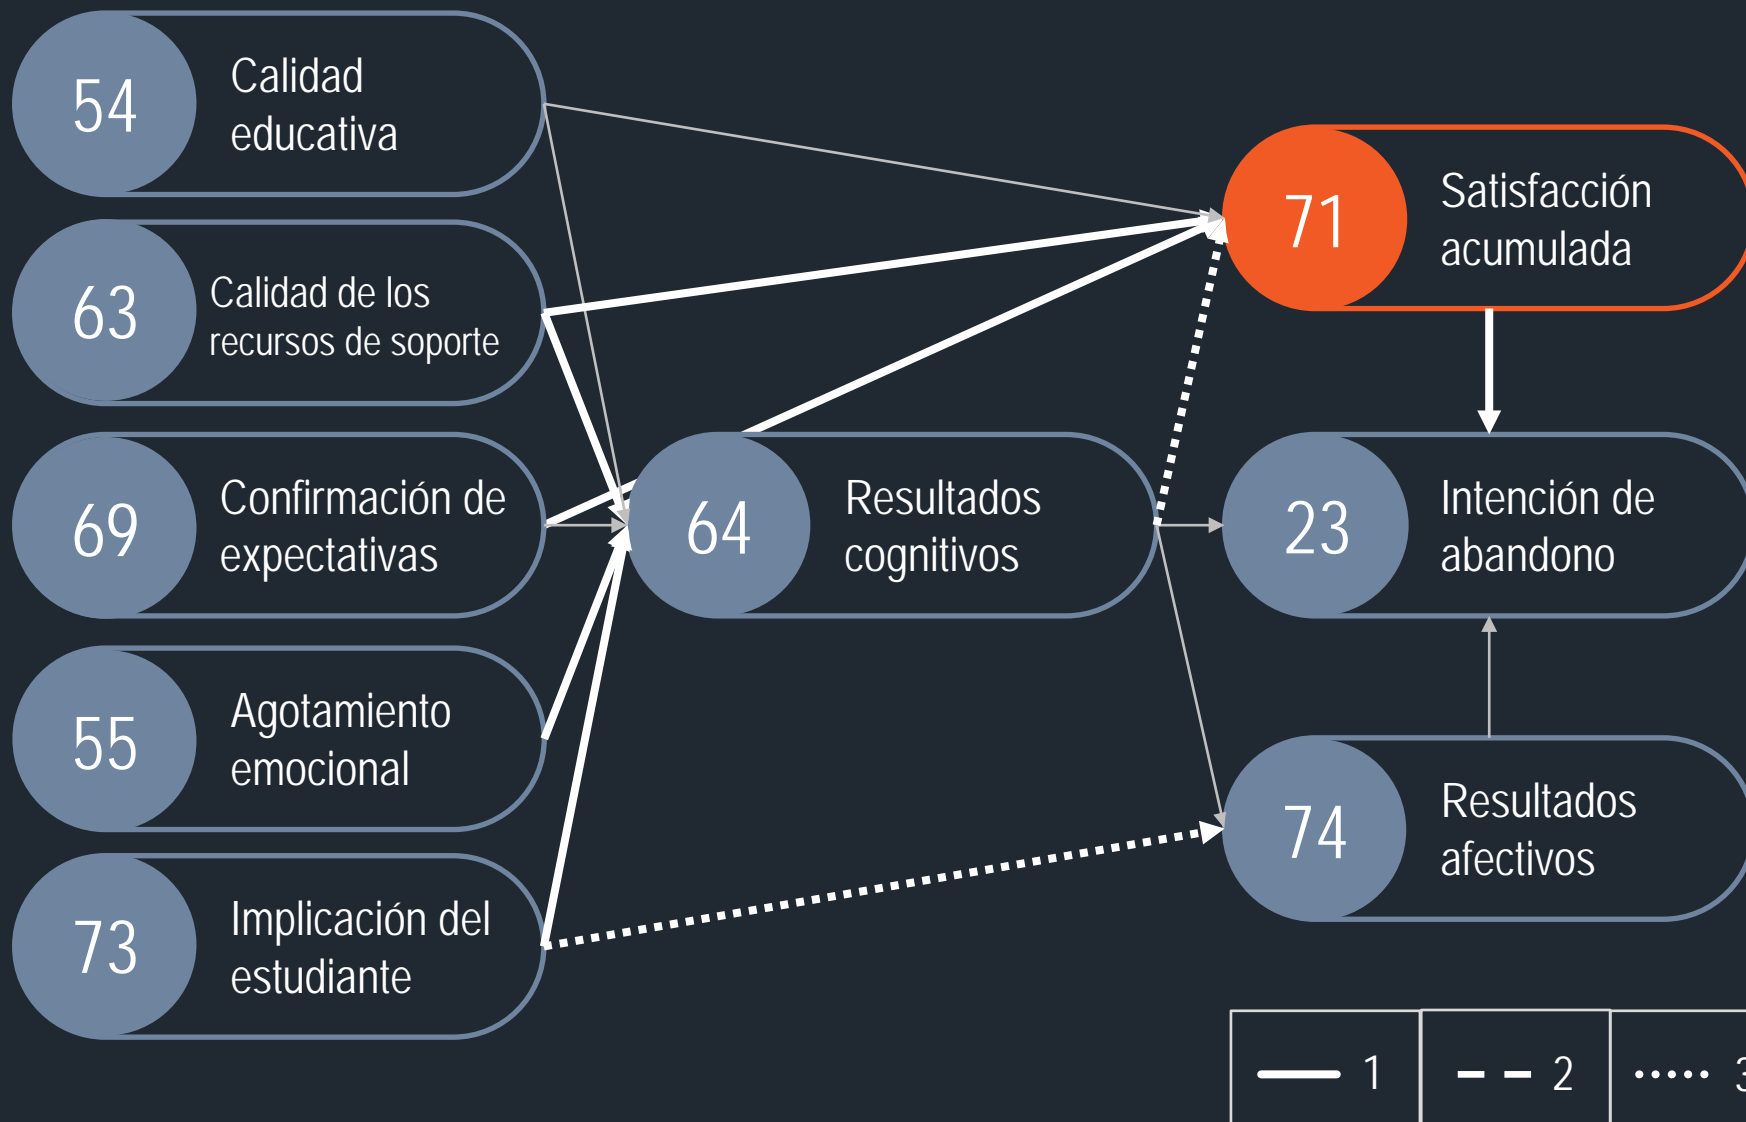 54
Calidad
educativa
63
Calidad de los
recursos de soporte
69
Confirmación de
expectativas
55
Agotamiento
emocional
73
Implicación del
estudiante
64
Resultados
cognitivos
71
Satisfacción
acumulada
23
Intención de
abandono
74
Resultados
afectivos
1
2
3